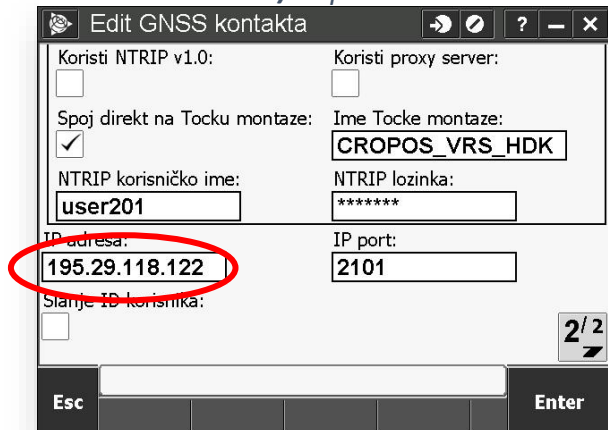 Edit GNSS kontakta ? – ×
Koristi NTRIP v1.0: Koristi proxy server:
Spoj direkt na Tocku montaze: Ime Tocke montaze:
✓ CROPOS_VRS_HDK
NTRIP korisničko ime: NTRIP lozinka:
user201 *******
IP adresa: IP port:
195.29.118.122 2101
Slanje ID korisnika:
2/2
Esc Enter